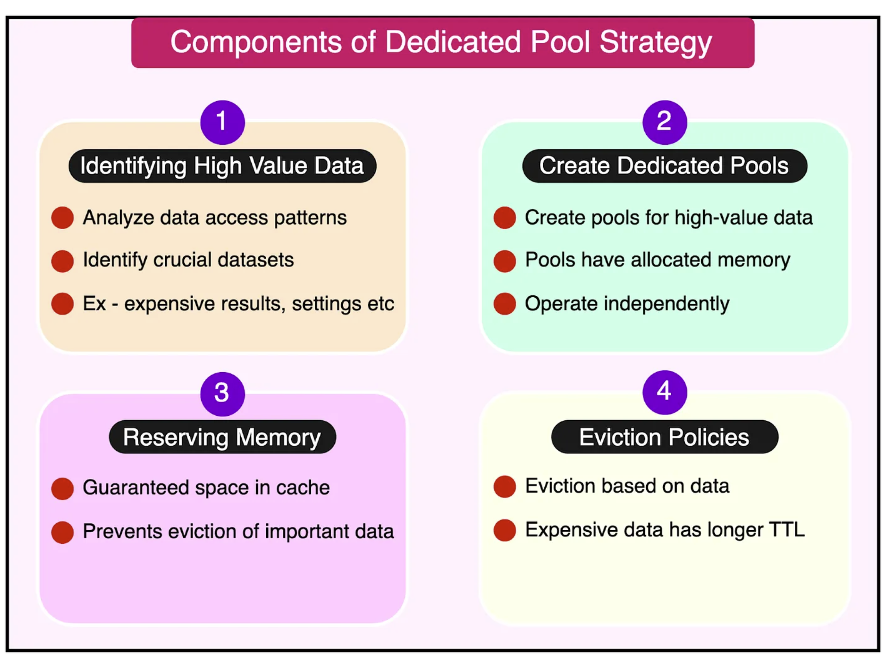 Components of Dedicated Pool Strategy
1
Identifying High Value Data
Analyze data access patterns
Identify crucial datasets
Ex - expensive results, settings etc
2
Create Dedicated Pools
Create pools for high-value data
Pools have allocated memory
Operate independently
3
Reserving Memory
Guaranteed space in cache
Prevents eviction of important data
4
Eviction Policies
Eviction based on data
Expensive data has longer TTL